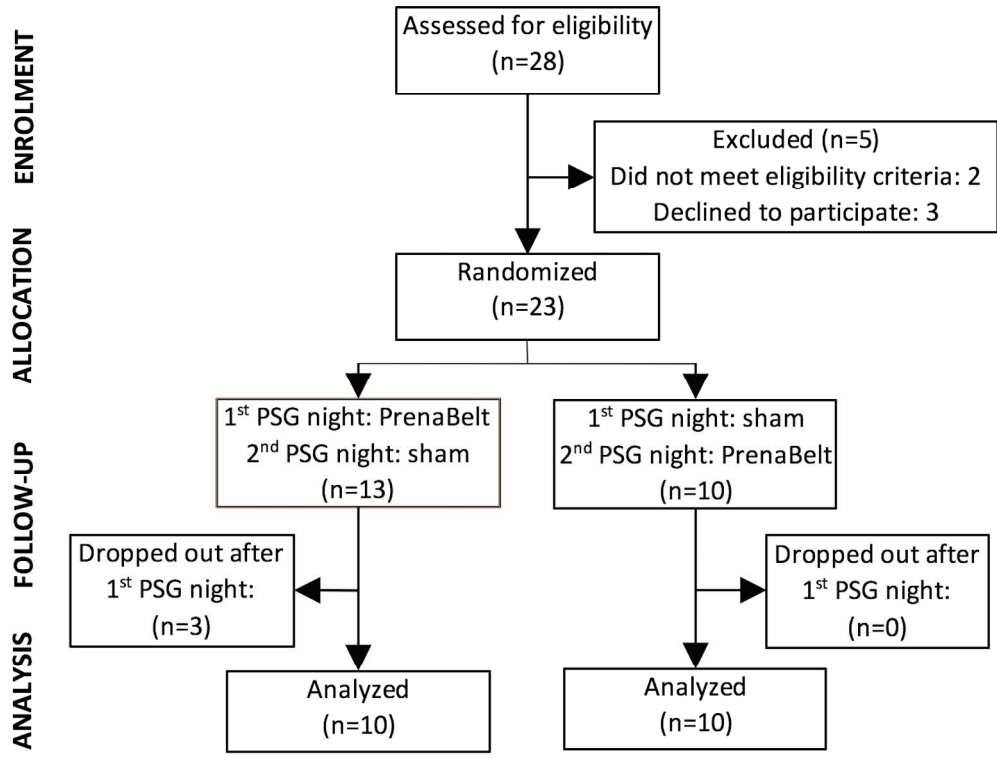 ENROLMENT
Assessed for eligibility
(n=28)
Excluded (n=5)
Did not meet eligibility criteria: 2
Declined to participate: 3
ALLOCATION
Randomized
(n=23)
1st PSG night: PrenaBelt
2nd PSG night: sham
(n=13)
1st PSG night: sham
2nd PSG night: PrenaBelt
(n=10)
FOLLOW-UP
Dropped out after
1st PSG night:
(n=3)
Dropped out after
1st PSG night:
(n=0)
ANALYSIS
Analyzed
(n=10)
Analyzed
(n=10)